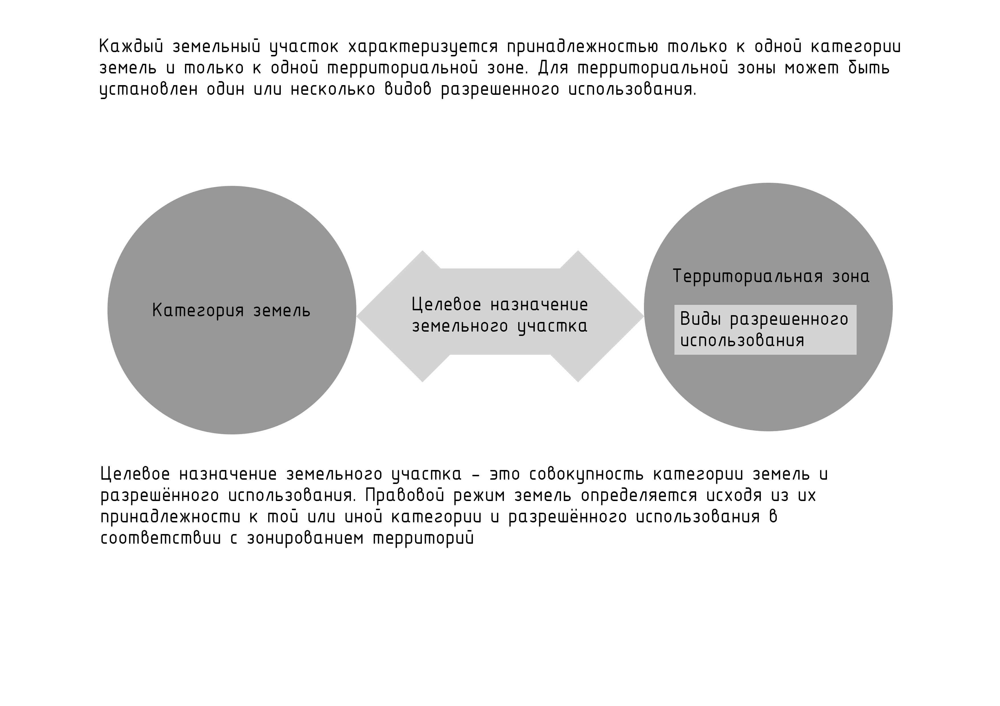 Каждый земельный участок характеризуется принадлежностью только к одной категории
земель и только к одной территориальной зоне. Для территориальной зоны может быть
установлен один или несколько видов разрешенного использования.
Категория земель
Целевое назначение
земельного участка
Территориальная зона
Виды разрешенного
использования
Целевое назначение земельного участка – это совокупность категории земель и
разрешённого использования. Правовой режим земель определяется исходя из их
принадлежности к той или иной категории и разрешённого использования в
соответствии с зонированием территорий